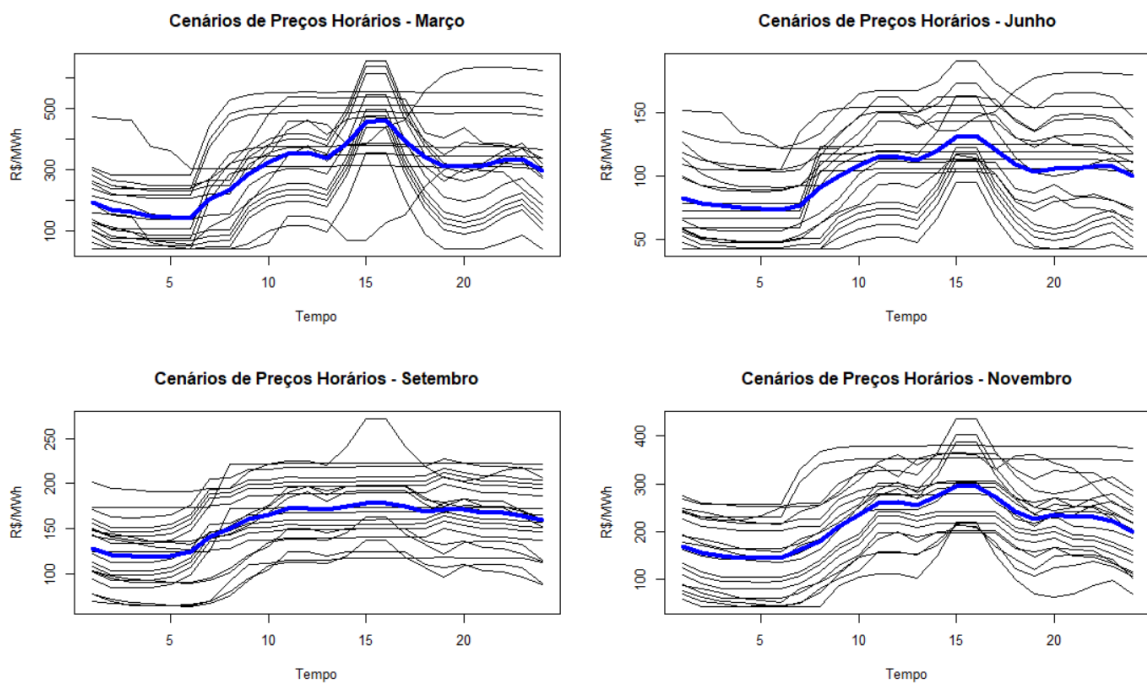 Cenários de Preços Horários - Março
R$/MWh
500
300
100
5
10
15
20
Tempo
Cenários de Preços Horários - Junho
R$/MWh
150
100
50
5
10
15
20
Tempo
Cenários de Preços Horários - Setembro
R$/MWh
250
200
150
100
5
10
15
20
Tempo
Cenários de Preços Horários - Novembro
R$/MWh
400
300
200
100
5
10
15
20
Tempo